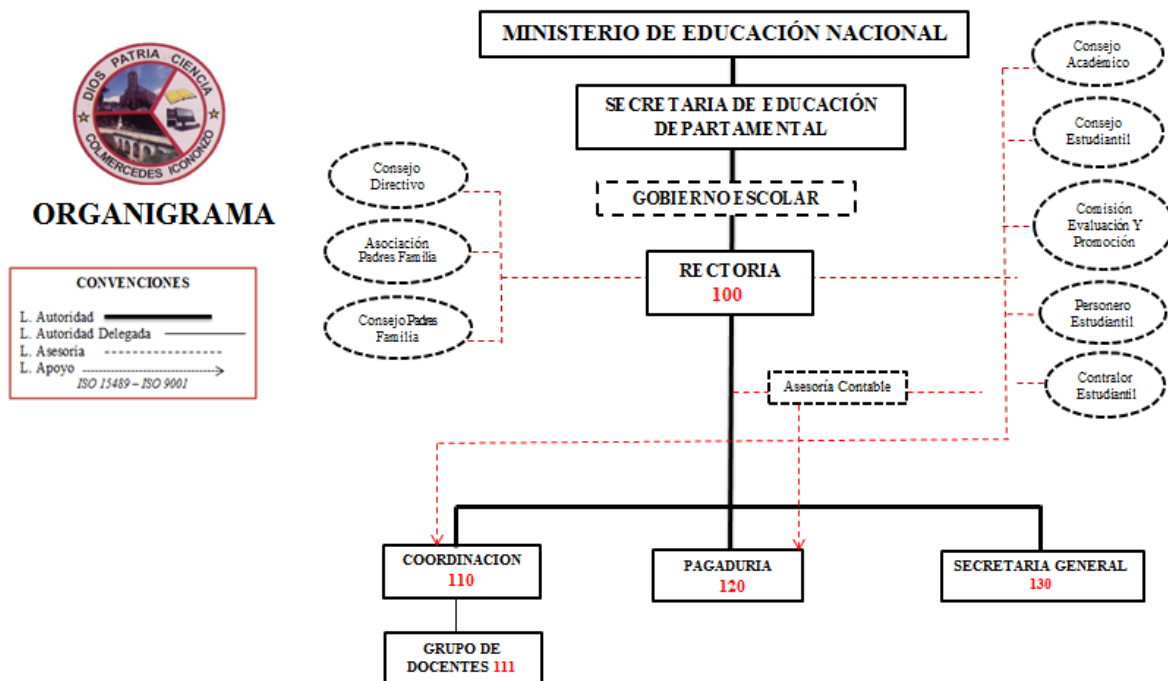 DIOS PATRIA CIENCIA
COLMERCEDES ICONONZO
ORGANIGRAMA
CONVENCIONES
L. Autoridad
L. Autoridad Delegada
L. Asesoria
L. Apoyo
ISO 15489 – ISO 9001
MINISTERIO DE EDUCACIÓN NACIONAL
SECRETARIA DE EDUCACIÓN
DEPARTAMENTAL
GOBIERNO ESCOLAR
Consejo
Directivo
Asociación
Padres Familia
Consejo Padres
Familia
RECTORIA
100
Consejo
Académico
Consejo
Estudiantil
Comisión
Evaluación Y
Promoción
Personero
Estudiantil
Contralor
Estudiantil
Asesoría Contable
COORDINACION
110
PAGADURIA
120
SECRETARIA GENERAL
130
GRUPO DE
DOCENTES 111